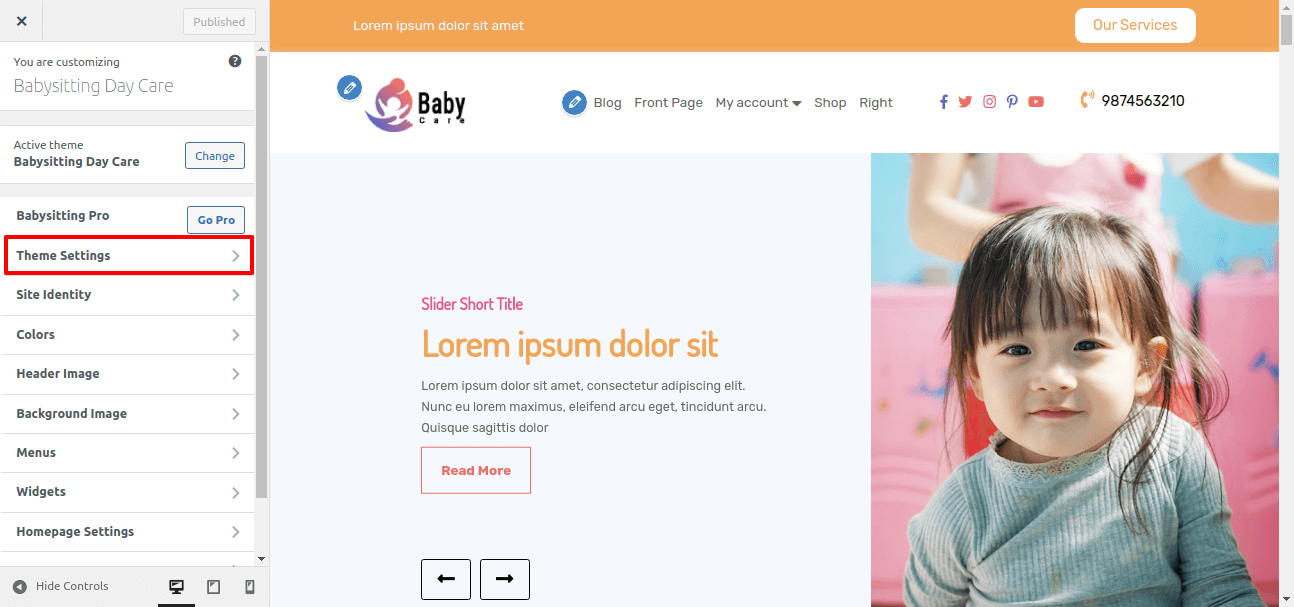 Published
You are customizing
Babysitting Day Care
Active theme
Babysitting Day Care
Change
Babysitting Pro
Go Pro
Theme Settings
Site Identity
Colors
Header Image
Background Image
Menus
Widgets
Homepage Settings
Hide Controls
Lorem ipsum dolor sit amet
Our Services
Baby
Care
Blog Front Page My account Shop Right
9874563210
Slider Short Title
Lorem ipsum dolor sit
Lorem ipsum dolor sit amet, consectetur adipiscing elit.
Nunc eu lorem maximus, eleifend arcu eget, tincidunt arcu.
Quisque sagittis dolor
Read More